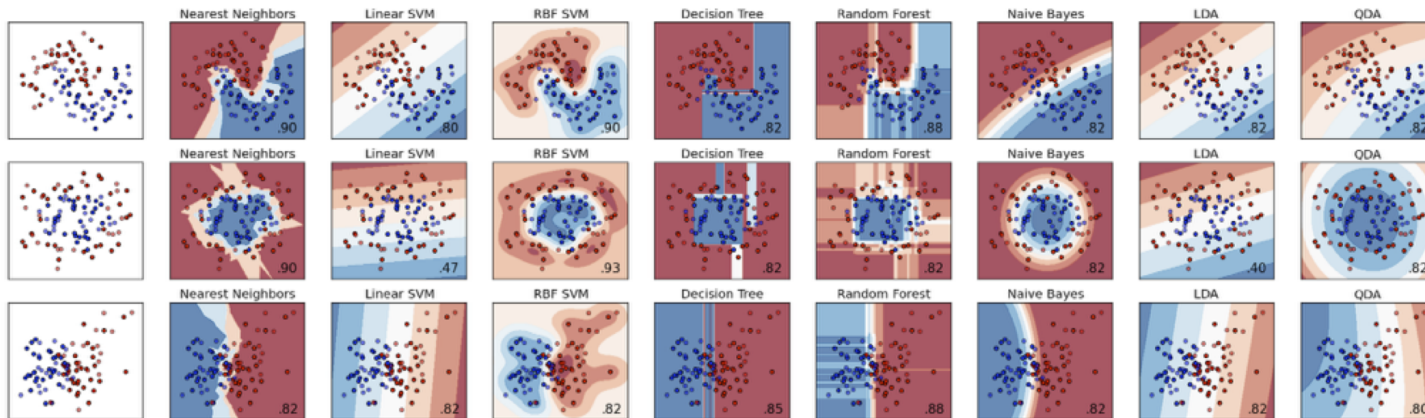 Nearest Neighbors Linear SVM RBF SVM Decision Tree Random Forest Naive Bayes LDA QDA
.90 .80 .90 .82 .88 .82 .82 .82
Nearest Neighbors Linear SVM RBF SVM Decision Tree Random Forest Naive Bayes LDA QDA
.90 .47 .93 .82 .82 .82 .40 .82
Nearest Neighbors Linear SVM RBF SVM Decision Tree Random Forest Naive Bayes LDA QDA
.82 .82 .82 .85 .88 .82 .82